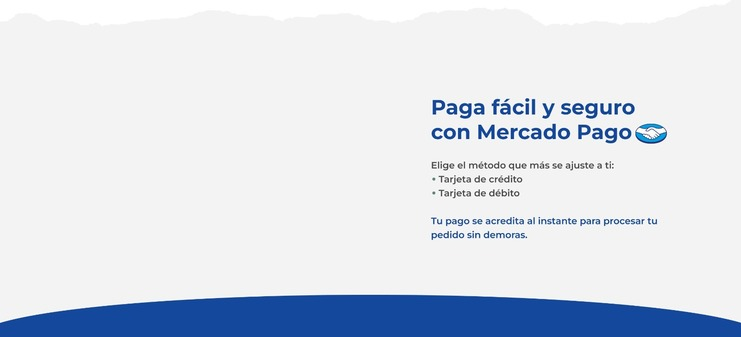 Paga fácil y seguro
con Mercado Pago
Elige el método que más se ajuste a ti:
• Tarjeta de crédito
• Tarjeta de débito
Tu pago se acredita al instante para procesar tu
pedido sin demoras.